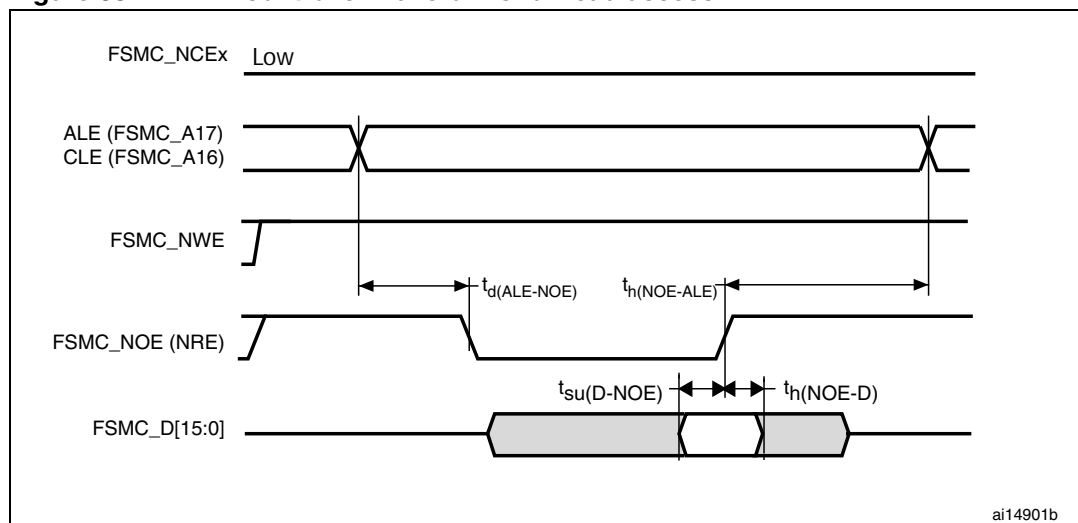 FSMC_NCEx
Low
ALE (FSMC_A17)
CLE (FSMC_A16)
FSMC_NWE
td(ALE-NOE)
th(NOE-ALE)
FSMC_NOE (NRE)
tsu(D-NOE)
th(NOE-D)
FSMC_D[15:0]
ai14901b